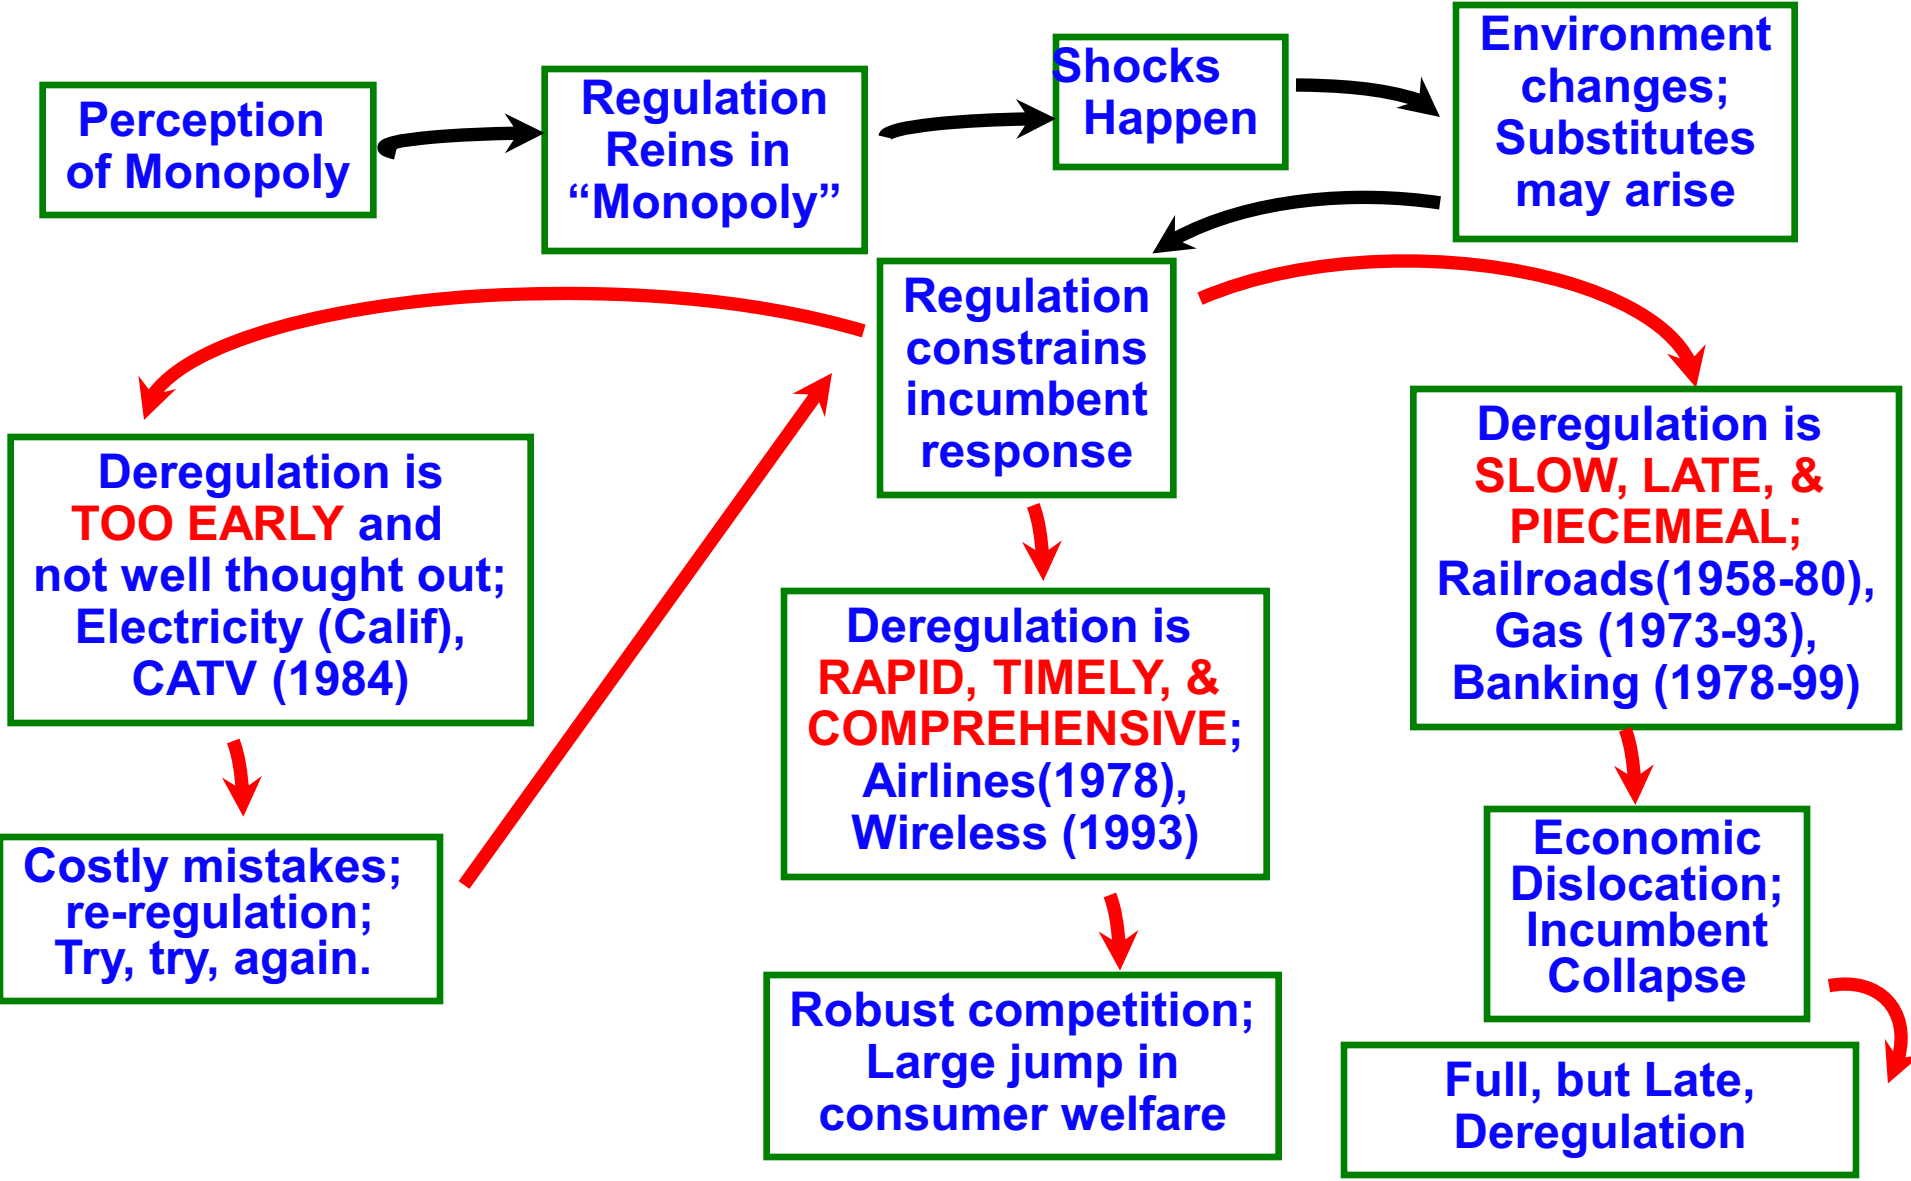 Perception
of Monopoly
Regulation
Reins in
“Monopoly”
Shocks
Happen
Environment
changes;
Substitutes
may arise
Regulation
constrains
incumbent
response
Deregulation is
TOO EARLY and
not well thought out;
Electricity (Calif),
CATV (1984)
Costly mistakes;
re-regulation;
Try, try, again.
Deregulation is
RAPID, TIMELY, &
COMPREHENSIVE;
Airlines(1978),
Wireless (1993)
Robust competition;
Large jump in
consumer welfare
Deregulation is
SLOW, LATE, &
PIECEMEAL;
Railroads(1958-80),
Gas (1973-93),
Banking (1978-99)
Economic
Dislocation;
Incumbent
Collapse
Full, but Late,
Deregulation